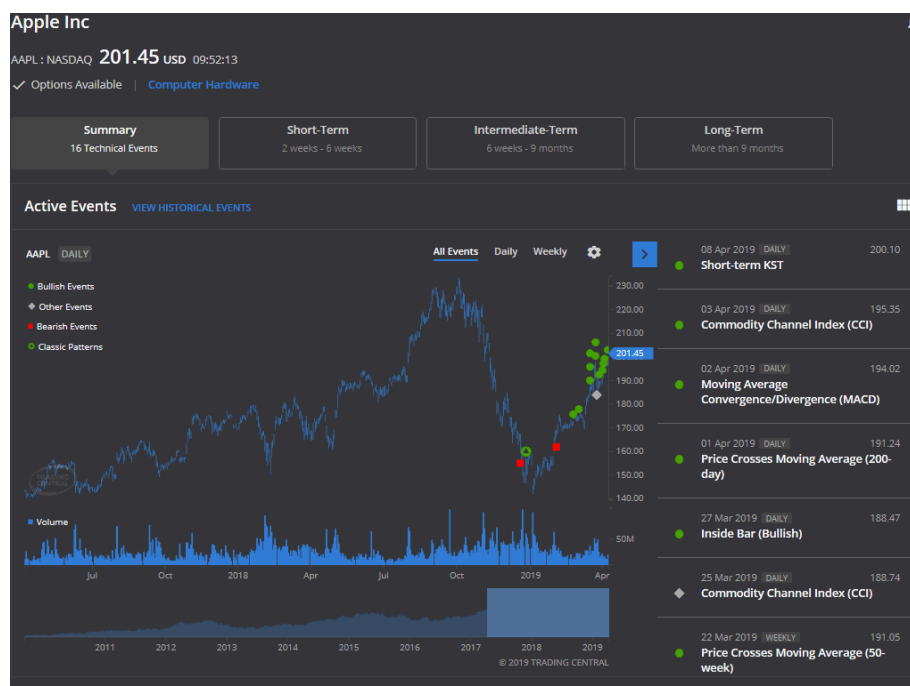 Apple Inc
AAPL : NASDAQ 201.45 USD 09:52:13
Options Available | Computer Hardware
Summary
16 Technical Events
Short-Term
2 weeks - 6 weeks
Intermediate-Term
6 weeks - 9 months
Long-Term
More than 9 months
Active Events VIEW HISTORICAL EVENTS
AAPL DAILY
All Events Daily Weekly
Bullish Events
Other Events
Bearish Events
Classic Patterns
230.00
220.00
210.00
201.45
190.00
180.00
170.00
160.00
150.00
140.00
TRADING
CENTRAL
Volume
50M
Jul Oct 2018 Apr Jul Oct 2019 Apr
2011 2012 2013 2014 2015 2016 2017 2018 2019
© 2019 TRADING CENTRAL
08 Apr 2019 DAILY 200.10
Short-term KST
03 Apr 2019 DAILY 195.35
Commodity Channel Index (CCI)
02 Apr 2019 DAILY 194.02
Moving Average
Convergence/Divergence (MACD)
01 Apr 2019 DAILY 191.24
Price Crosses Moving Average (200-
day)
27 Mar 2019 DAILY 188.47
Inside Bar (Bullish)
25 Mar 2019 DAILY 188.74
Commodity Channel Index (CCI)
22 Mar 2019 WEEKLY 191.05
Price Crosses Moving Average (50-
week)